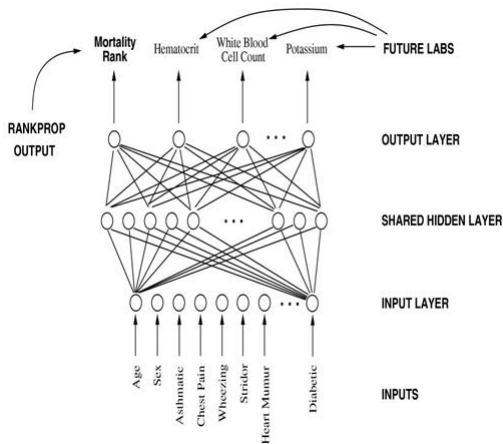 Mortality
Rank
Hematocrit
White Blood
Cell Count
Potassium
FUTURE LABS
RANKPROP
OUTPUT
OUTPUT LAYER
SHARED HIDDEN LAYER
INPUT LAYER
Age
Sex
Asthmatic
Chest Pain
Wheezing
Stridor
Heart Mumur
Diabetic
INPUTS